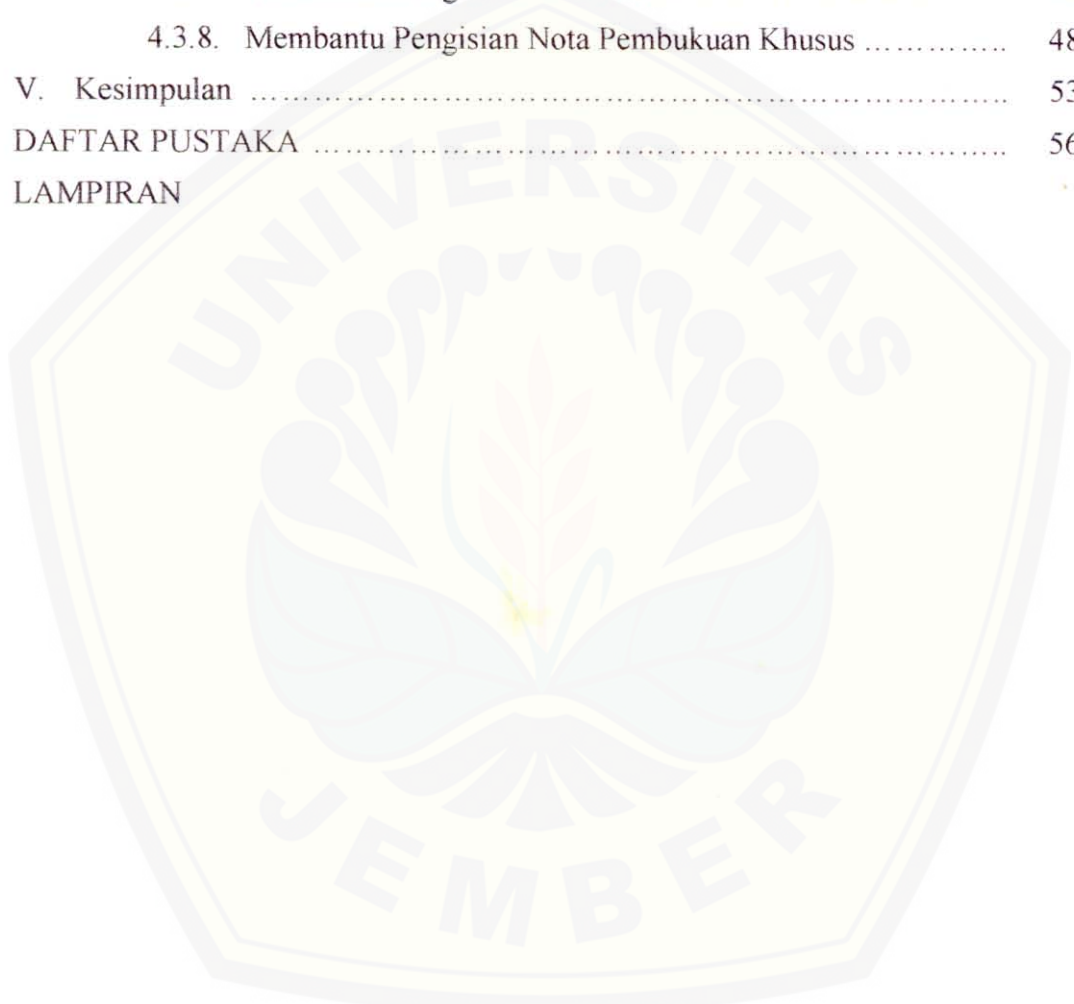 4.3.8. Membantu Pengisian Nota Pembukuan Khusus .............. 48
V. Kesimpulan .................................................................. 53
DAFTAR PUSTAKA ............................................................ 56
LAMPIRAN
UNIVERSITAS
JEMBER